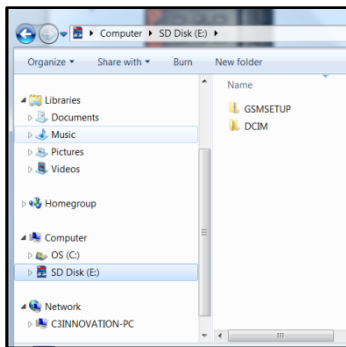 Computer ▸ SD Disk (E:) ▸
Organize ▾ Share with ▾ Burn New folder
Name
GSMSETUP
DCIM
Libraries
Documents
Music
Pictures
Videos
Homegroup
Computer
OS (C:)
SD Disk (E:)
Network
C3INNOVATION-PC